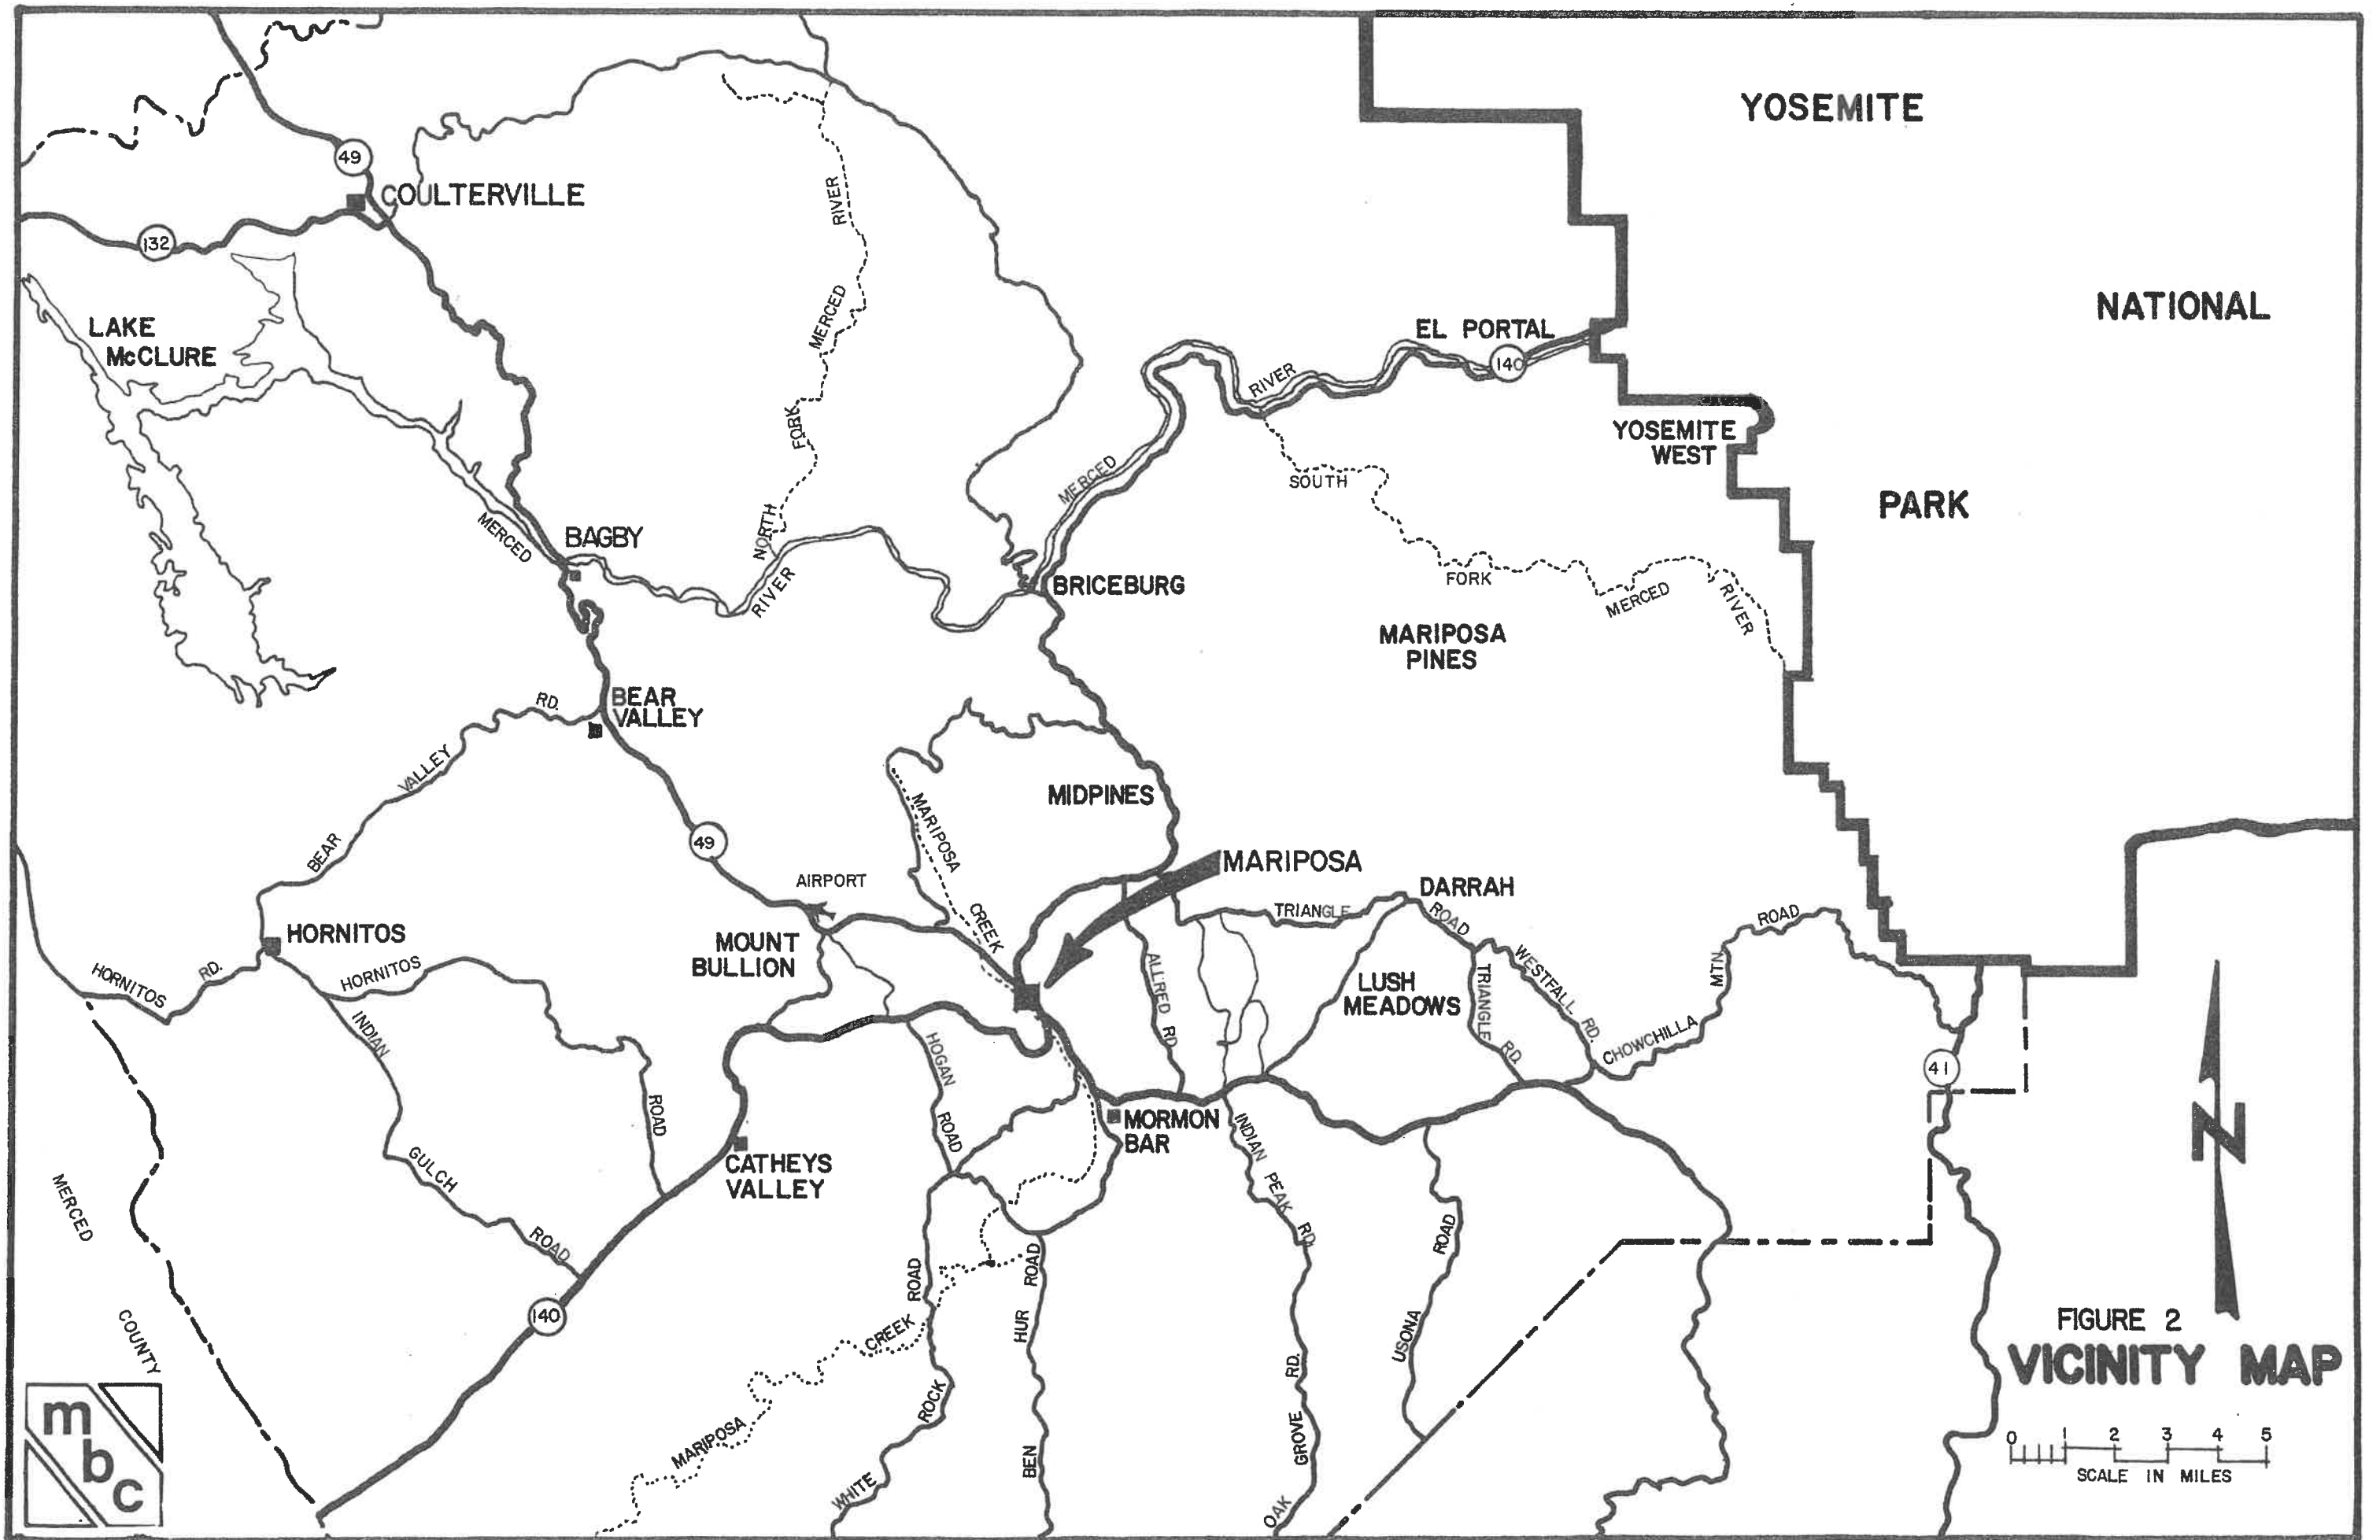 YOSEMITE
49
COULTERVILLE
132
RIVER
MERCED
FORK
NORTH
NATIONAL
LAKE
McCLURE
EL PORTAL
140
RIVER
MERCED
YOSEMITE
WEST
SOUTH
FORK
MERCED
RIVER
PARK
MERCED
BAGBY
RIVER
BRICEBURG
MARIPOSA
PINES
RD.
BEAR
VALLEY
VALLEY
BEAR
MIDPINES
MARIPOSA
CREEK
49
AIRPORT
MARIPOSA
DARRAH
TRIANGLE
ROAD
ROAD
HORNITOS
MOUNT
BULLION
HORNITOS
RD.
HORNITOS
ROAD
INDIAN
GULCH
ROAD
ALLRED RD
LUSH
MEADOWS
TRIANGLE
RD.
WESTFALL RD.
CHOWCHILLA
MTN.
HOGAN
ROAD
41
N
MORMON
BAR
INDIAN PEAK RD.
CATHEYS
VALLEY
MERCED
COUNTY
140
ROAD
ROCK
WHITE
ROAD
HUR
BEN
CREEK
MARIPOSA
RD.
GROVE
OAK
ROAD
USONA
FIGURE 2
VICINITY MAP
0 1 2 3 4 5
SCALE IN MILES
m
b
c